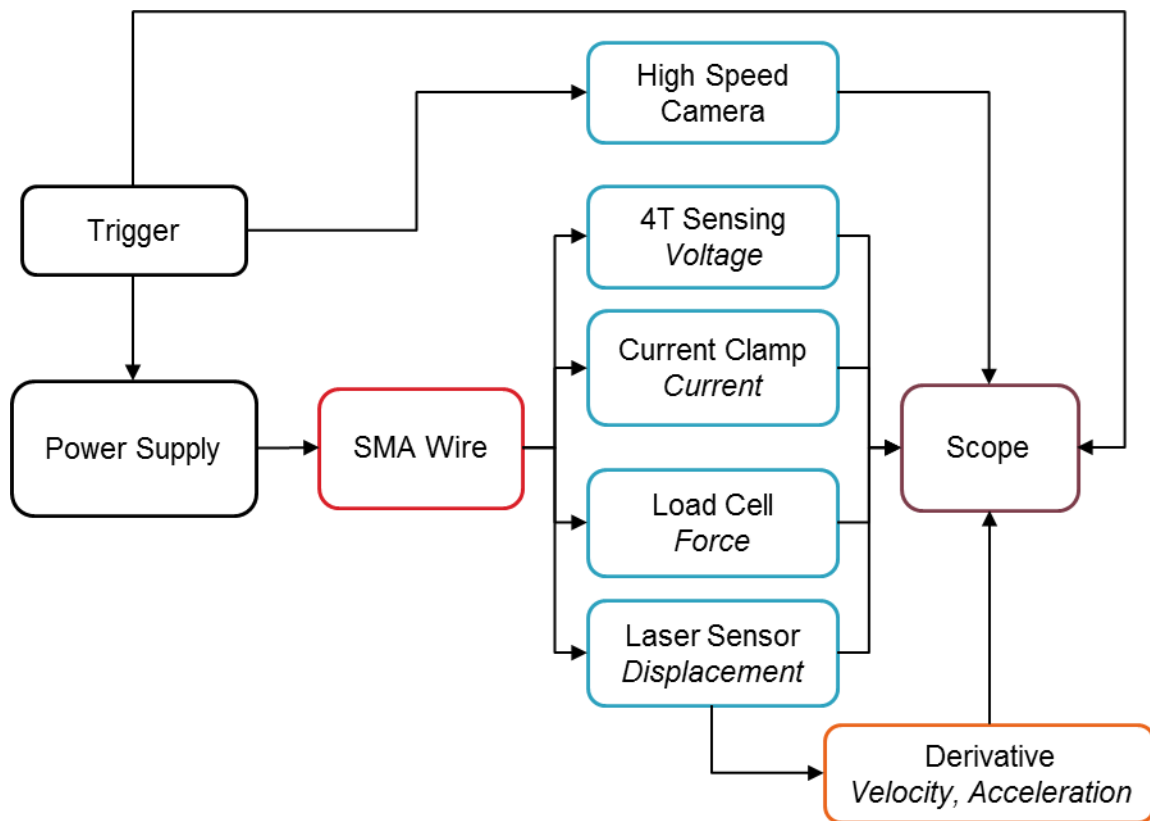 High Speed
Camera
Trigger
4T Sensing
Voltage
Current Clamp
Current
Power Supply
SMA Wire
Scope
Load Cell
Force
Laser Sensor
Displacement
Derivative
Velocity, Acceleration